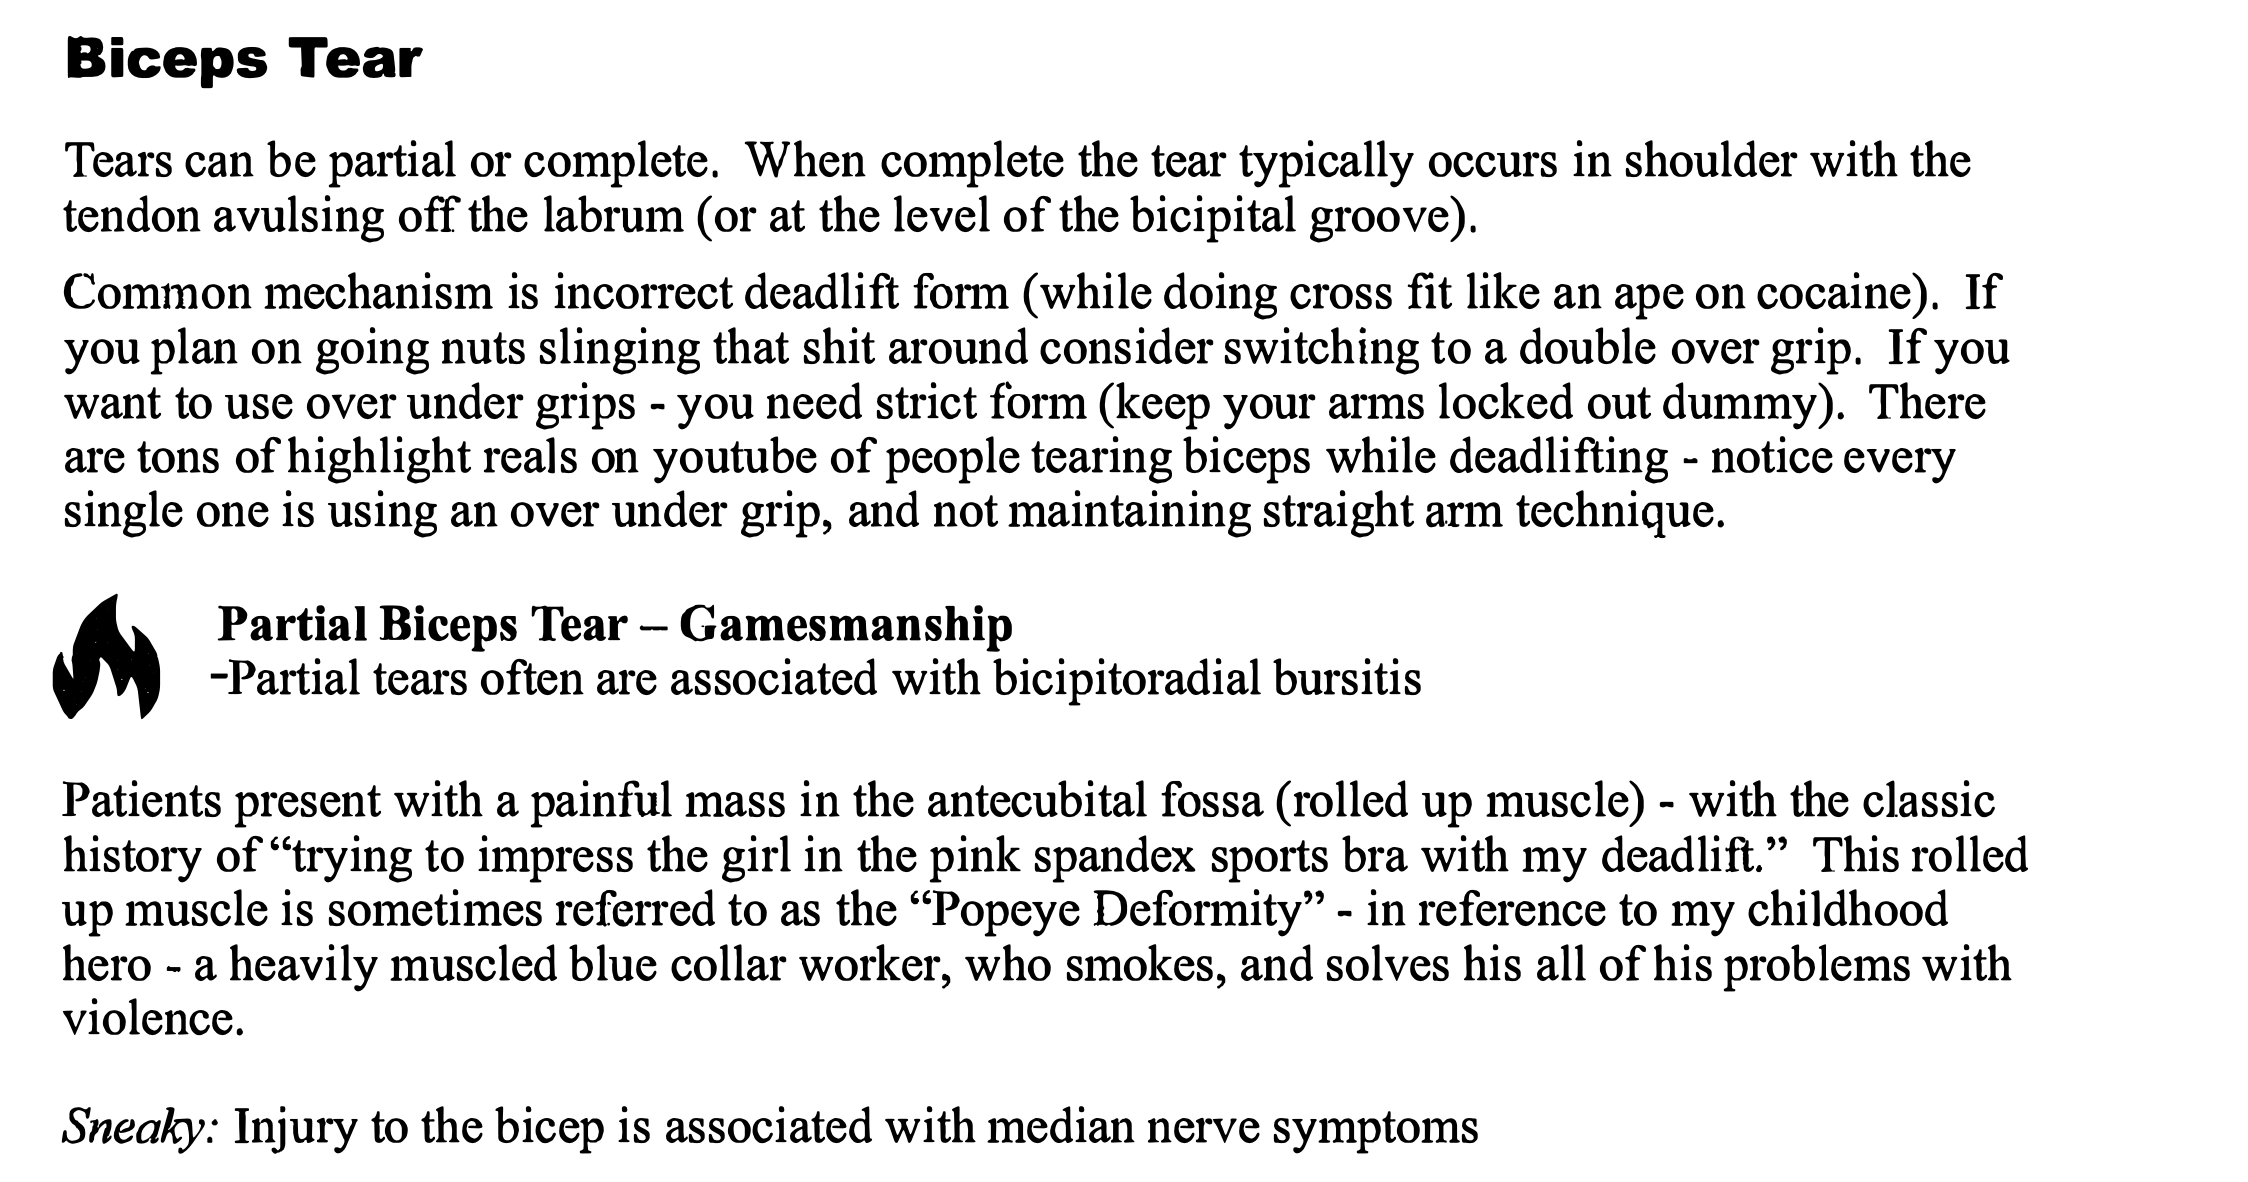 Biceps Tear
Tears can be partial or complete.  When complete the tear typically occurs in shoulder with the
tendon avulsing off the labrum (or at the level of the bicipital groove).
Common mechanism is incorrect deadlift form (while doing cross fit like an ape on cocaine).  If
you plan on going nuts slinging that shit around consider switching to a double over grip.  If you
want to use over under grips - you need strict form (keep your arms locked out dummy).  There
are tons of highlight reals on youtube of people tearing biceps while deadlifting - notice every
single one is using an over under grip, and not maintaining straight arm technique.
Partial Biceps Tear – Gamesmanship
-Partial tears often are associated with bicipitoradial bursitis
Patients present with a painful mass in the antecubital fossa (rolled up muscle) - with the classic
history of “trying to impress the girl in the pink spandex sports bra with my deadlift.”  This rolled
up muscle is sometimes referred to as the “Popeye Deformity” - in reference to my childhood
hero - a heavily muscled blue collar worker, who smokes, and solves his all of his problems with
violence.
Sneaky: Injury to the bicep is associated with median nerve symptoms